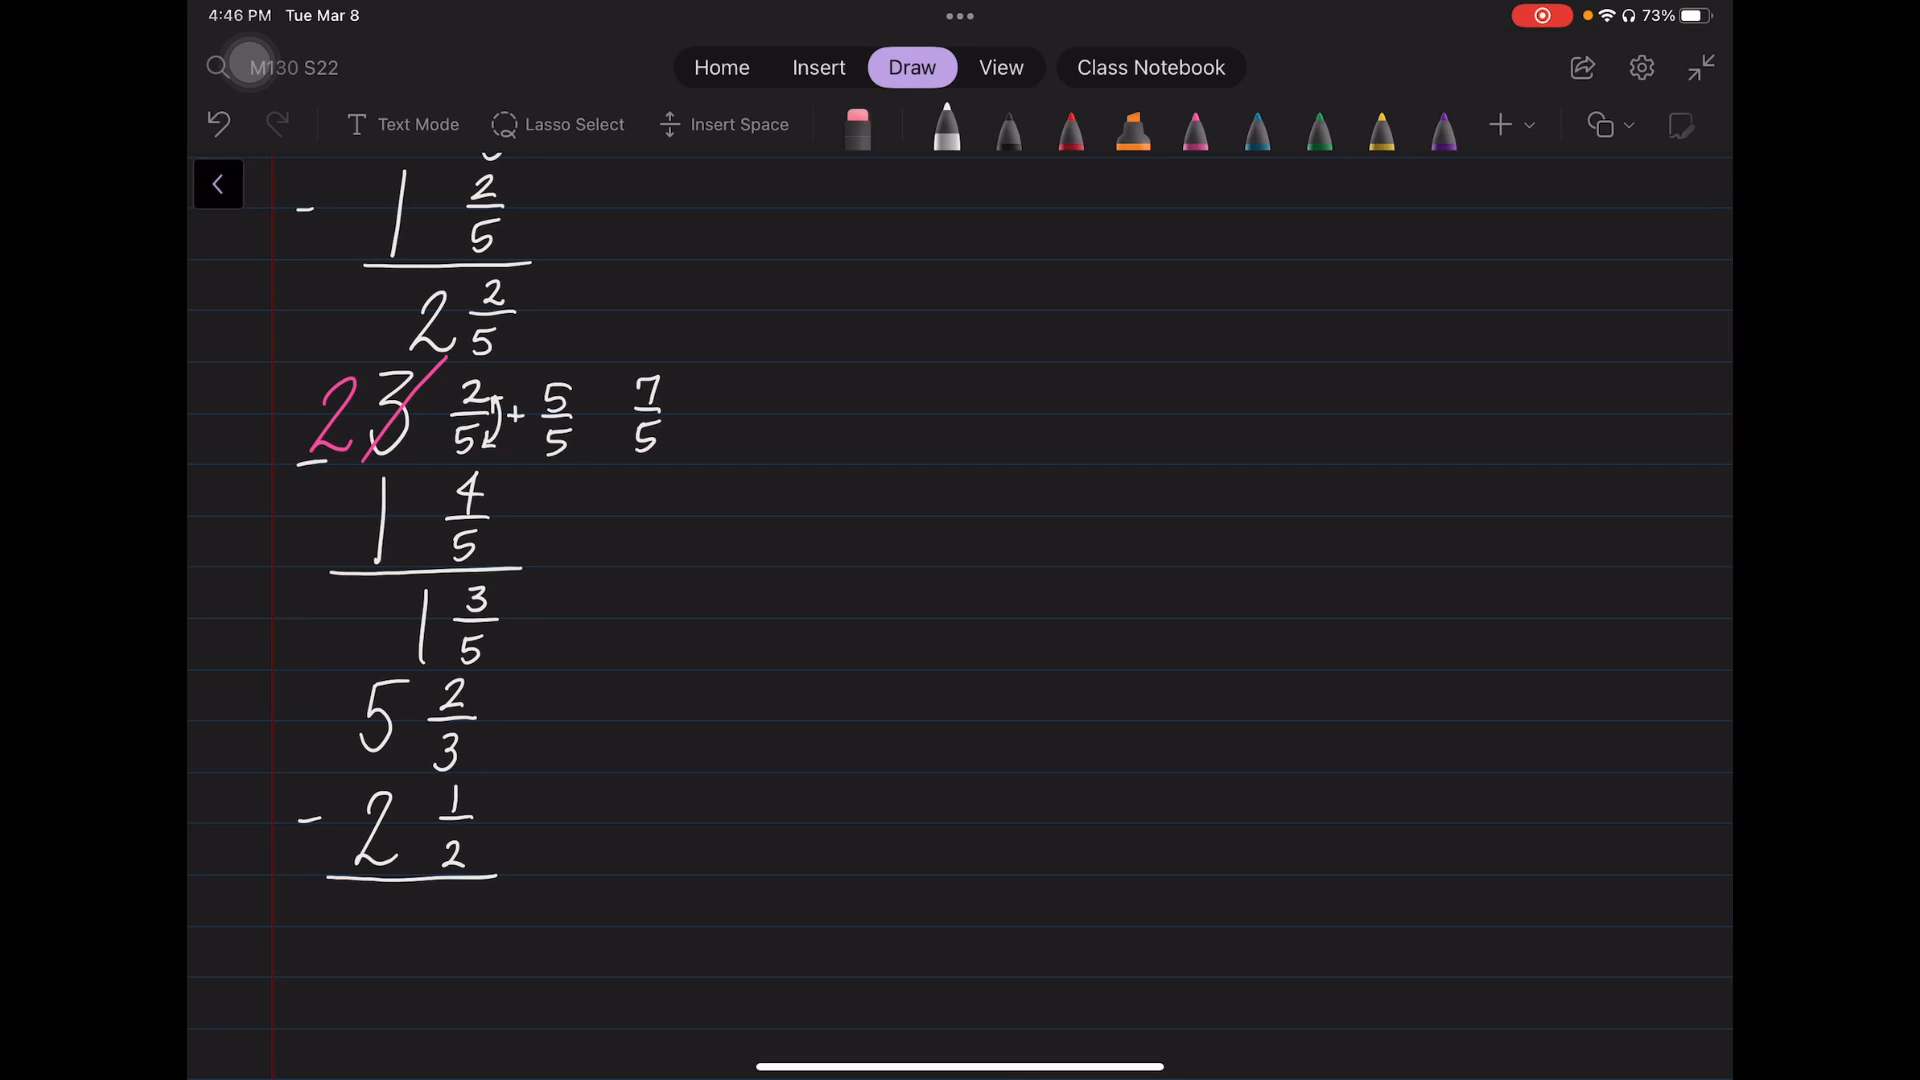 4:46 PM Tue Mar 8 73%
M130 S22 Home Insert Draw View Class Notebook
Text Mode Lasso Select Insert Space
- 1 2/5
2 2/5
2 3 2/5 + 5/5 7/5
- 1 4/5
1 3/5
5 2/3
- 2 1/2